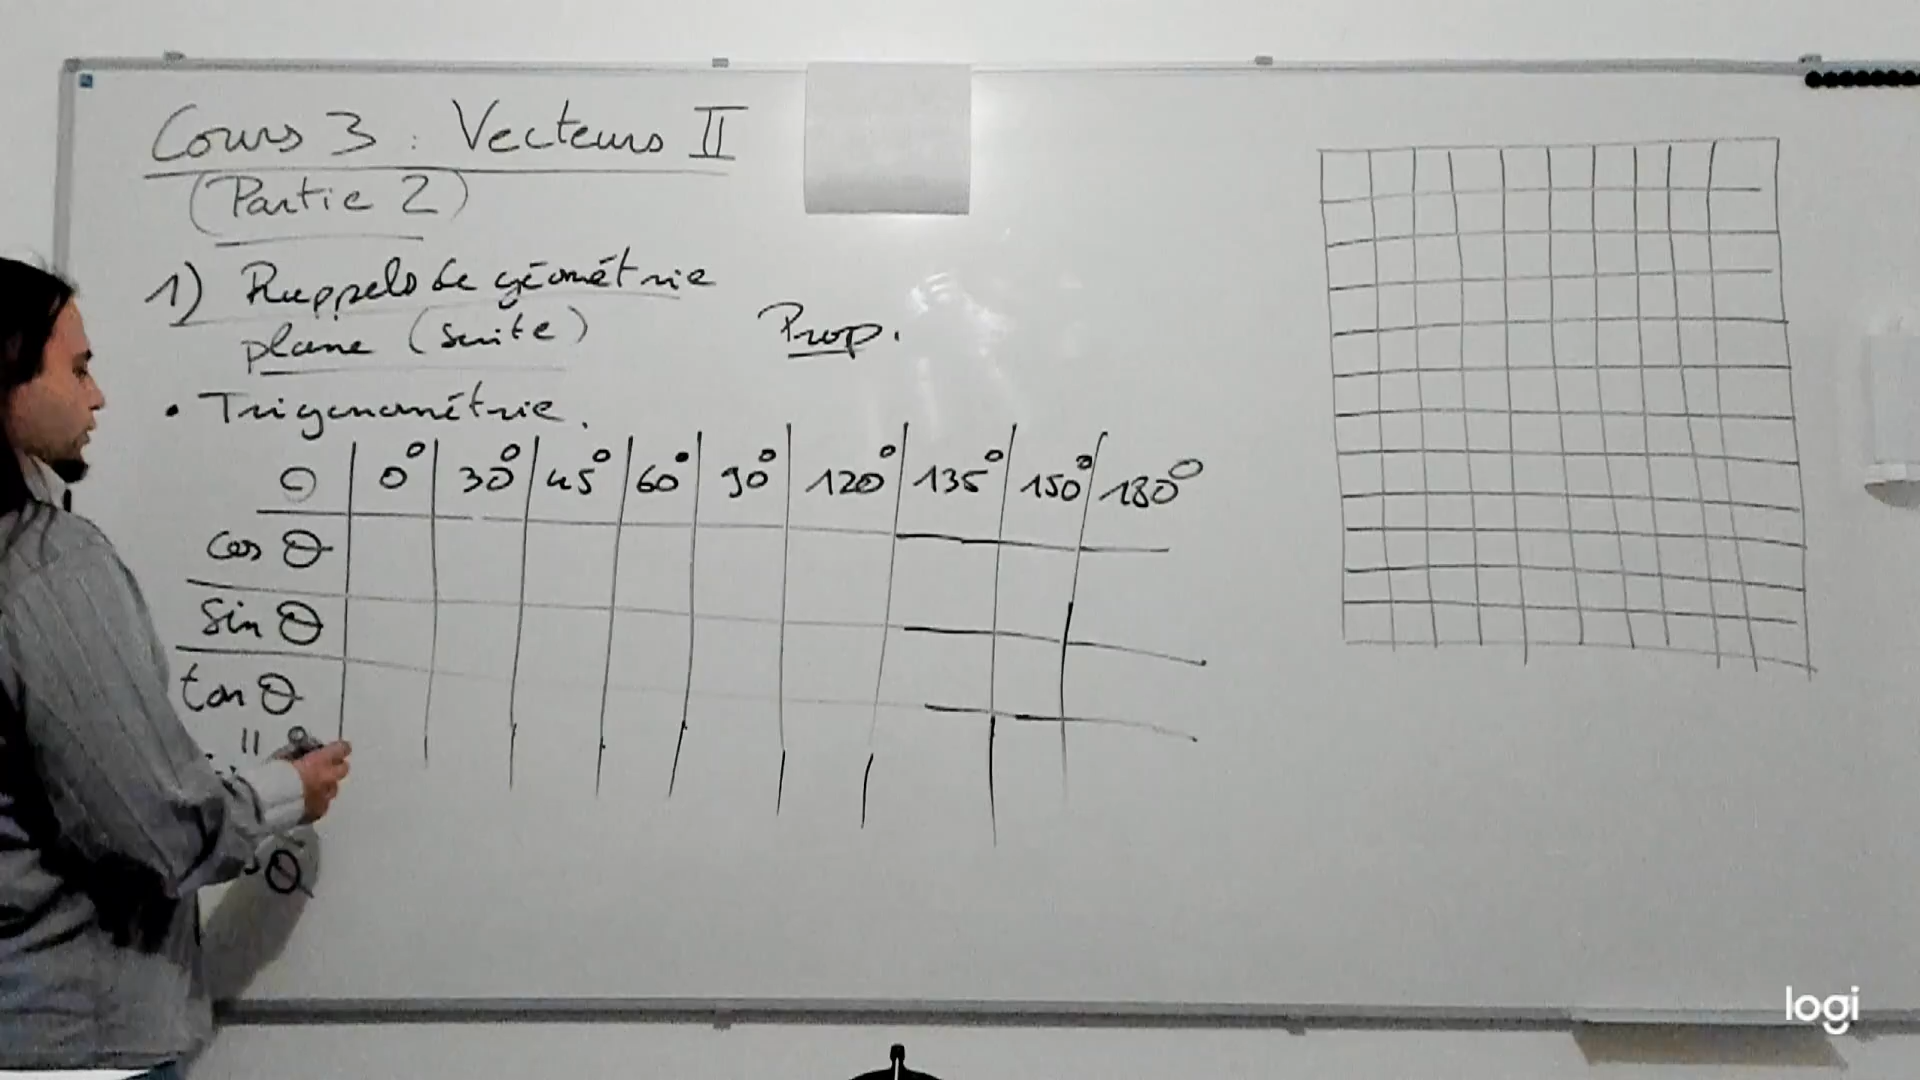 Cours 3 : Vecteurs II
(Partie 2)
1) Rappels de géométrie
plane (suite)
Prop.
• Trigonométrie.
θ 0° 30° 45° 60° 90° 120° 135° 150° 180°
cos θ
sin θ
tan θ
"
θ
logi